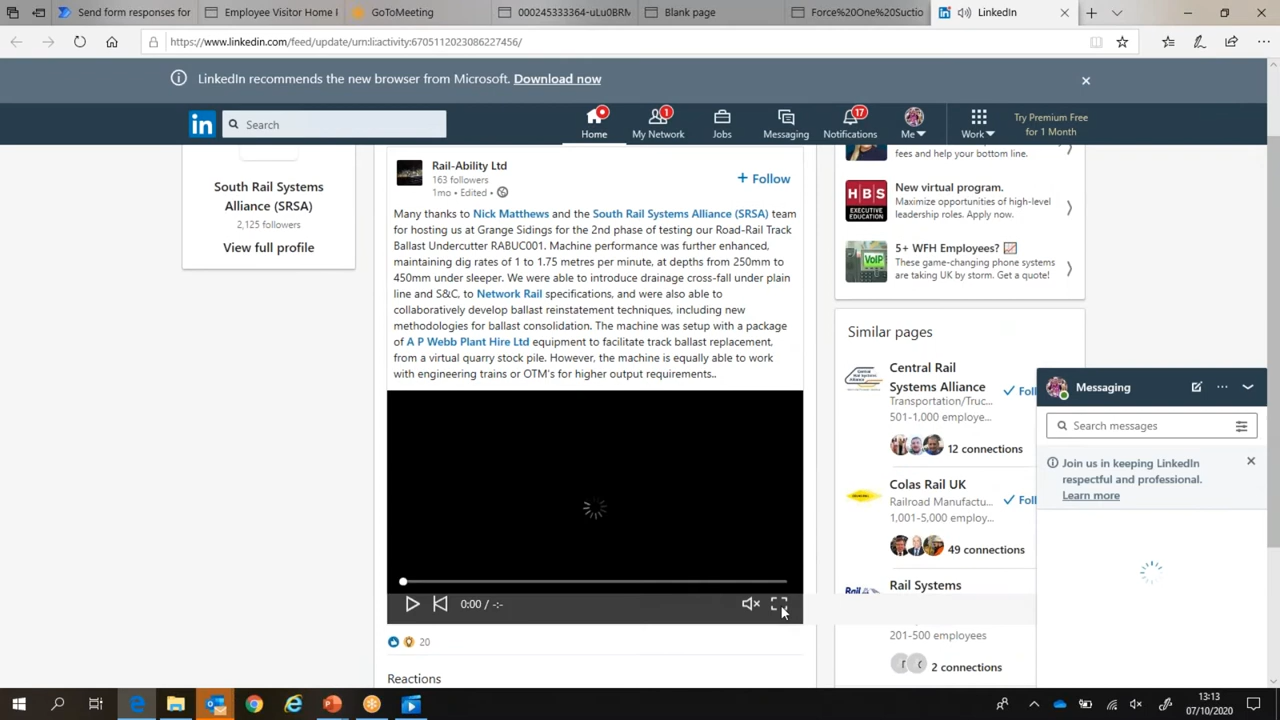 Send form responses for
Employee Visitor Home I
GoToMeeting
000245333364-uLu0BRM
Blank page
Force%20One%20Suctio
LinkedIn
https://www.linkedin.com/feed/update/urn:li:activity:6705112023086227456/
LinkedIn recommends the new browser from Microsoft. Download now
in
Search
Home
1
My Network
Jobs
Messaging
17
Notifications
Me
Work
Try Premium Free
for 1 Month
South Rail Systems
Alliance (SRSA)
2,125 followers
View full profile
Rail-Ability Ltd
163 followers
1mo • Edited •
+ Follow
Many thanks to Nick Matthews and the South Rail Systems Alliance (SRSA) team
for hosting us at Grange Sidings for the 2nd phase of testing our Road-Rail Track
Ballast Undercutter RABUC001. Machine performance was further enhanced,
maintaining dig rates of 1 to 1.75 metres per minute, at depths from 250mm to
450mm under sleeper. We were able to introduce drainage cross-fall under plain
line and S&C, to Network Rail specifications, and were also able to
collaboratively develop ballast reinstatement techniques, including new
methodologies for ballast consolidation. The machine was setup with a package
of A P Webb Plant Hire Ltd equipment to facilitate track ballast replacement,
from a virtual quarry stock pile. However, the machine is equally able to work
with engineering trains or OTM's for higher output requirements..
0:00 / -:-
20
Reactions
fees and help your bottom line.
HBS
EXECUTIVE
EDUCATION
New virtual program.
Maximize opportunities of high-level
leadership roles. Apply now.
VoIP
5+ WFH Employees?
These game-changing phone systems
are taking UK by storm. Get a quote!
Similar pages
Central Rail
Systems Alliance
Transportation/Truc...
501-1,000 employe...
Foll
12 connections
Colas Rail UK
Railroad Manufactu...
1,001-5,000 employ...
Foll
49 connections
Rail Systems
201-500 employees
2 connections
Messaging
Search messages
Join us in keeping LinkedIn
respectful and professional.
Learn more
13:13
07/10/2020